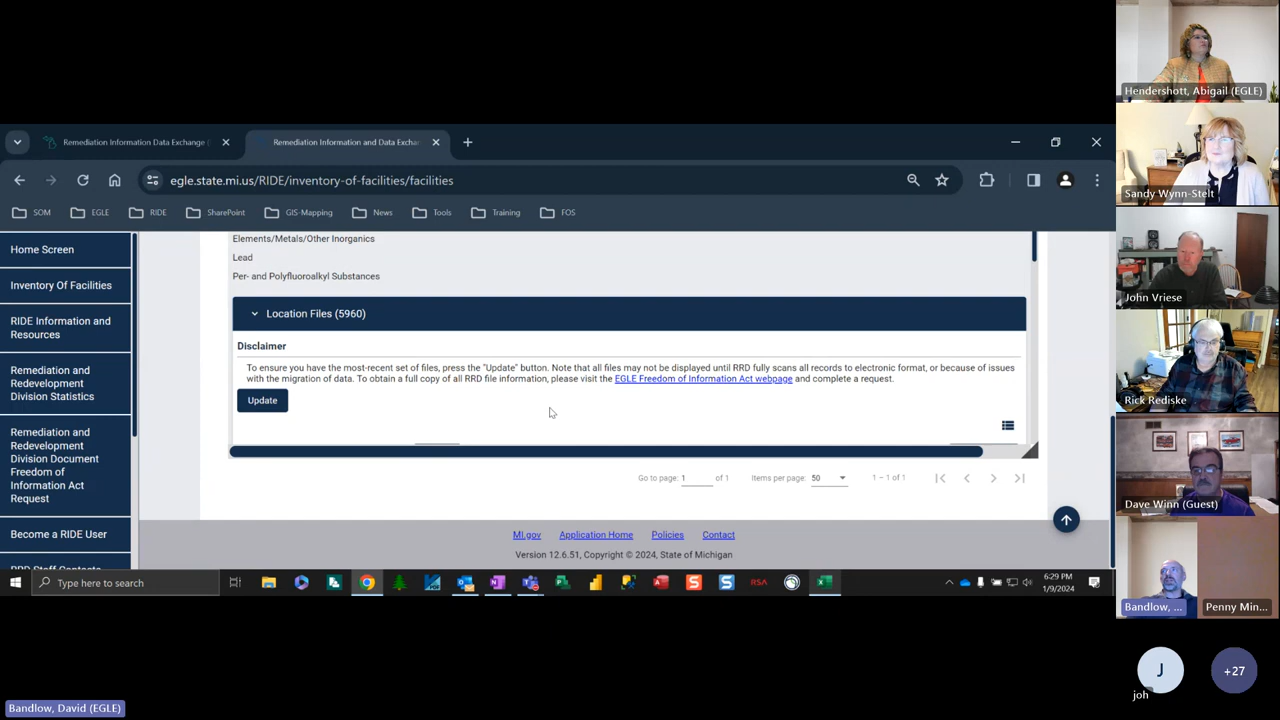 Remediation Information Data Exchange (
Remediation Information and Data Exchan
egle.state.mi.us/RIDE/inventory-of-facilities/facilities
SOM
EGLE
RIDE
SharePoint
GIS-Mapping
News
Tools
Training
FOS
Home Screen
Inventory Of Facilities
RIDE Information and
Resources
Remediation and
Redevelopment
Division Statistics
Remediation and
Redevelopment
Division Document
Freedom of
Information Act
Request
Become a RIDE User
RRD Staff Contacts
Elements/Metals/Other Inorganics
Lead
Per- and Polyfluoroalkyl Substances
Location Files (5960)
Disclaimer
To ensure you have the most-recent set of files, press the "Update" button. Note that all files may not be displayed until RRD fully scans all records to electronic format, or because of issues
with the migration of data. To obtain a full copy of all RRD file information, please visit the EGLE Freedom of Information Act webpage and complete a request.
Update
Go to page: 1 of 1
Items per page: 50
1 – 1 of 1
MI.gov Application Home Policies Contact
Version 12.6.51, Copyright © 2024, State of Michigan
Type here to search
RSA
6:29 PM
1/9/2024
Hendershott, Abigail (EGLE)
Sandy Wynn-Stelt
John Vriese
Rick Rediske
Dave Winn (Guest)
Bandlow, ...
Penny Min...
J
joh
+27
Bandlow, David (EGLE)